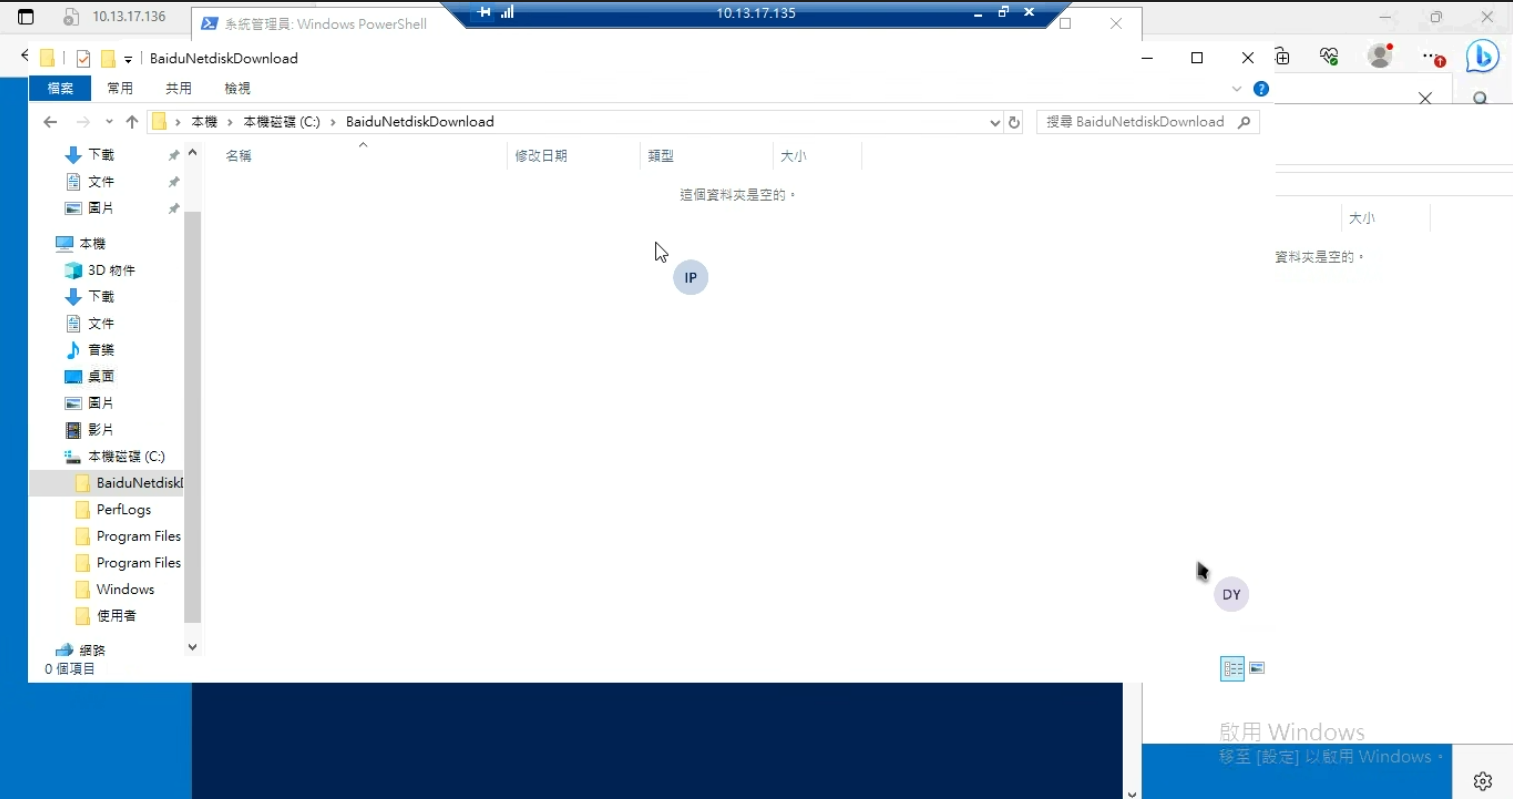 10.13.17.136
系統管理員: Windows PowerShell
10.13.17.135
BaiduNetdiskDownload
檔案 常用 共用 檢視
本機 本機磁碟 (C:) BaiduNetdiskDownload
搜尋 BaiduNetdiskDownload
名稱 修改日期 類型 大小
這個資料夾是空的。
下載
文件
圖片
本機
3D 物件
下載
文件
音樂
桌面
圖片
影片
本機磁碟 (C:)
BaiduNetdisk
PerfLogs
Program Files
Program Files
Windows
使用者
網路
0 個項目
IP
DY
大小
資料夾是空的。
啟用 Windows
移至 [設定] 以啟用 Windows。